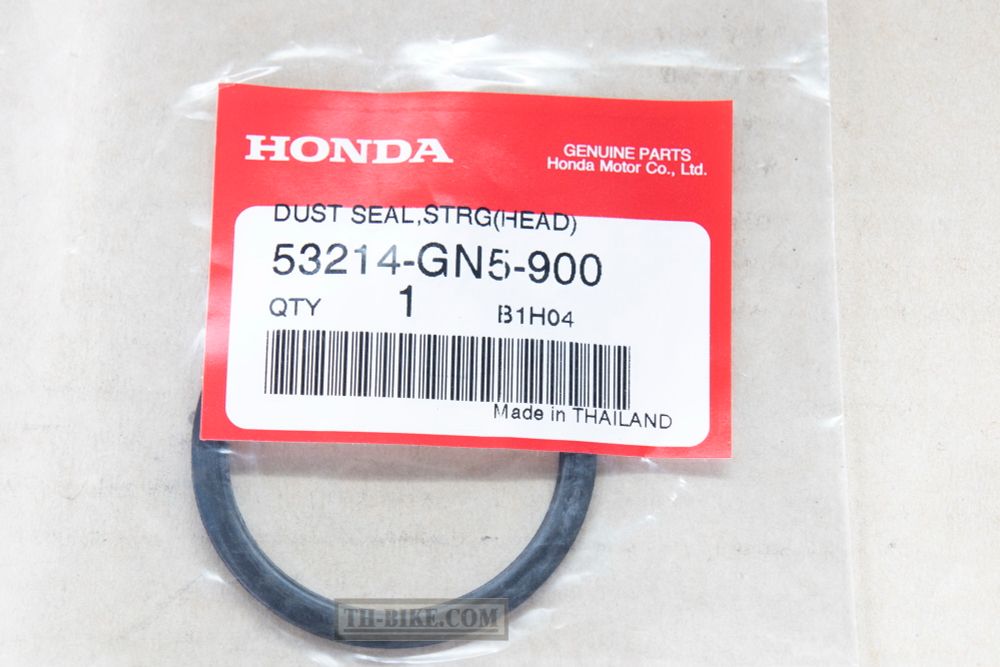 HONDA
GENUINE PARTS
Honda Motor Co., Ltd.
DUST SEAL,STRG(HEAD)
53214-GN5-900
QTY 1 B1H04
Made in THAILAND
TH-BIKE.COM